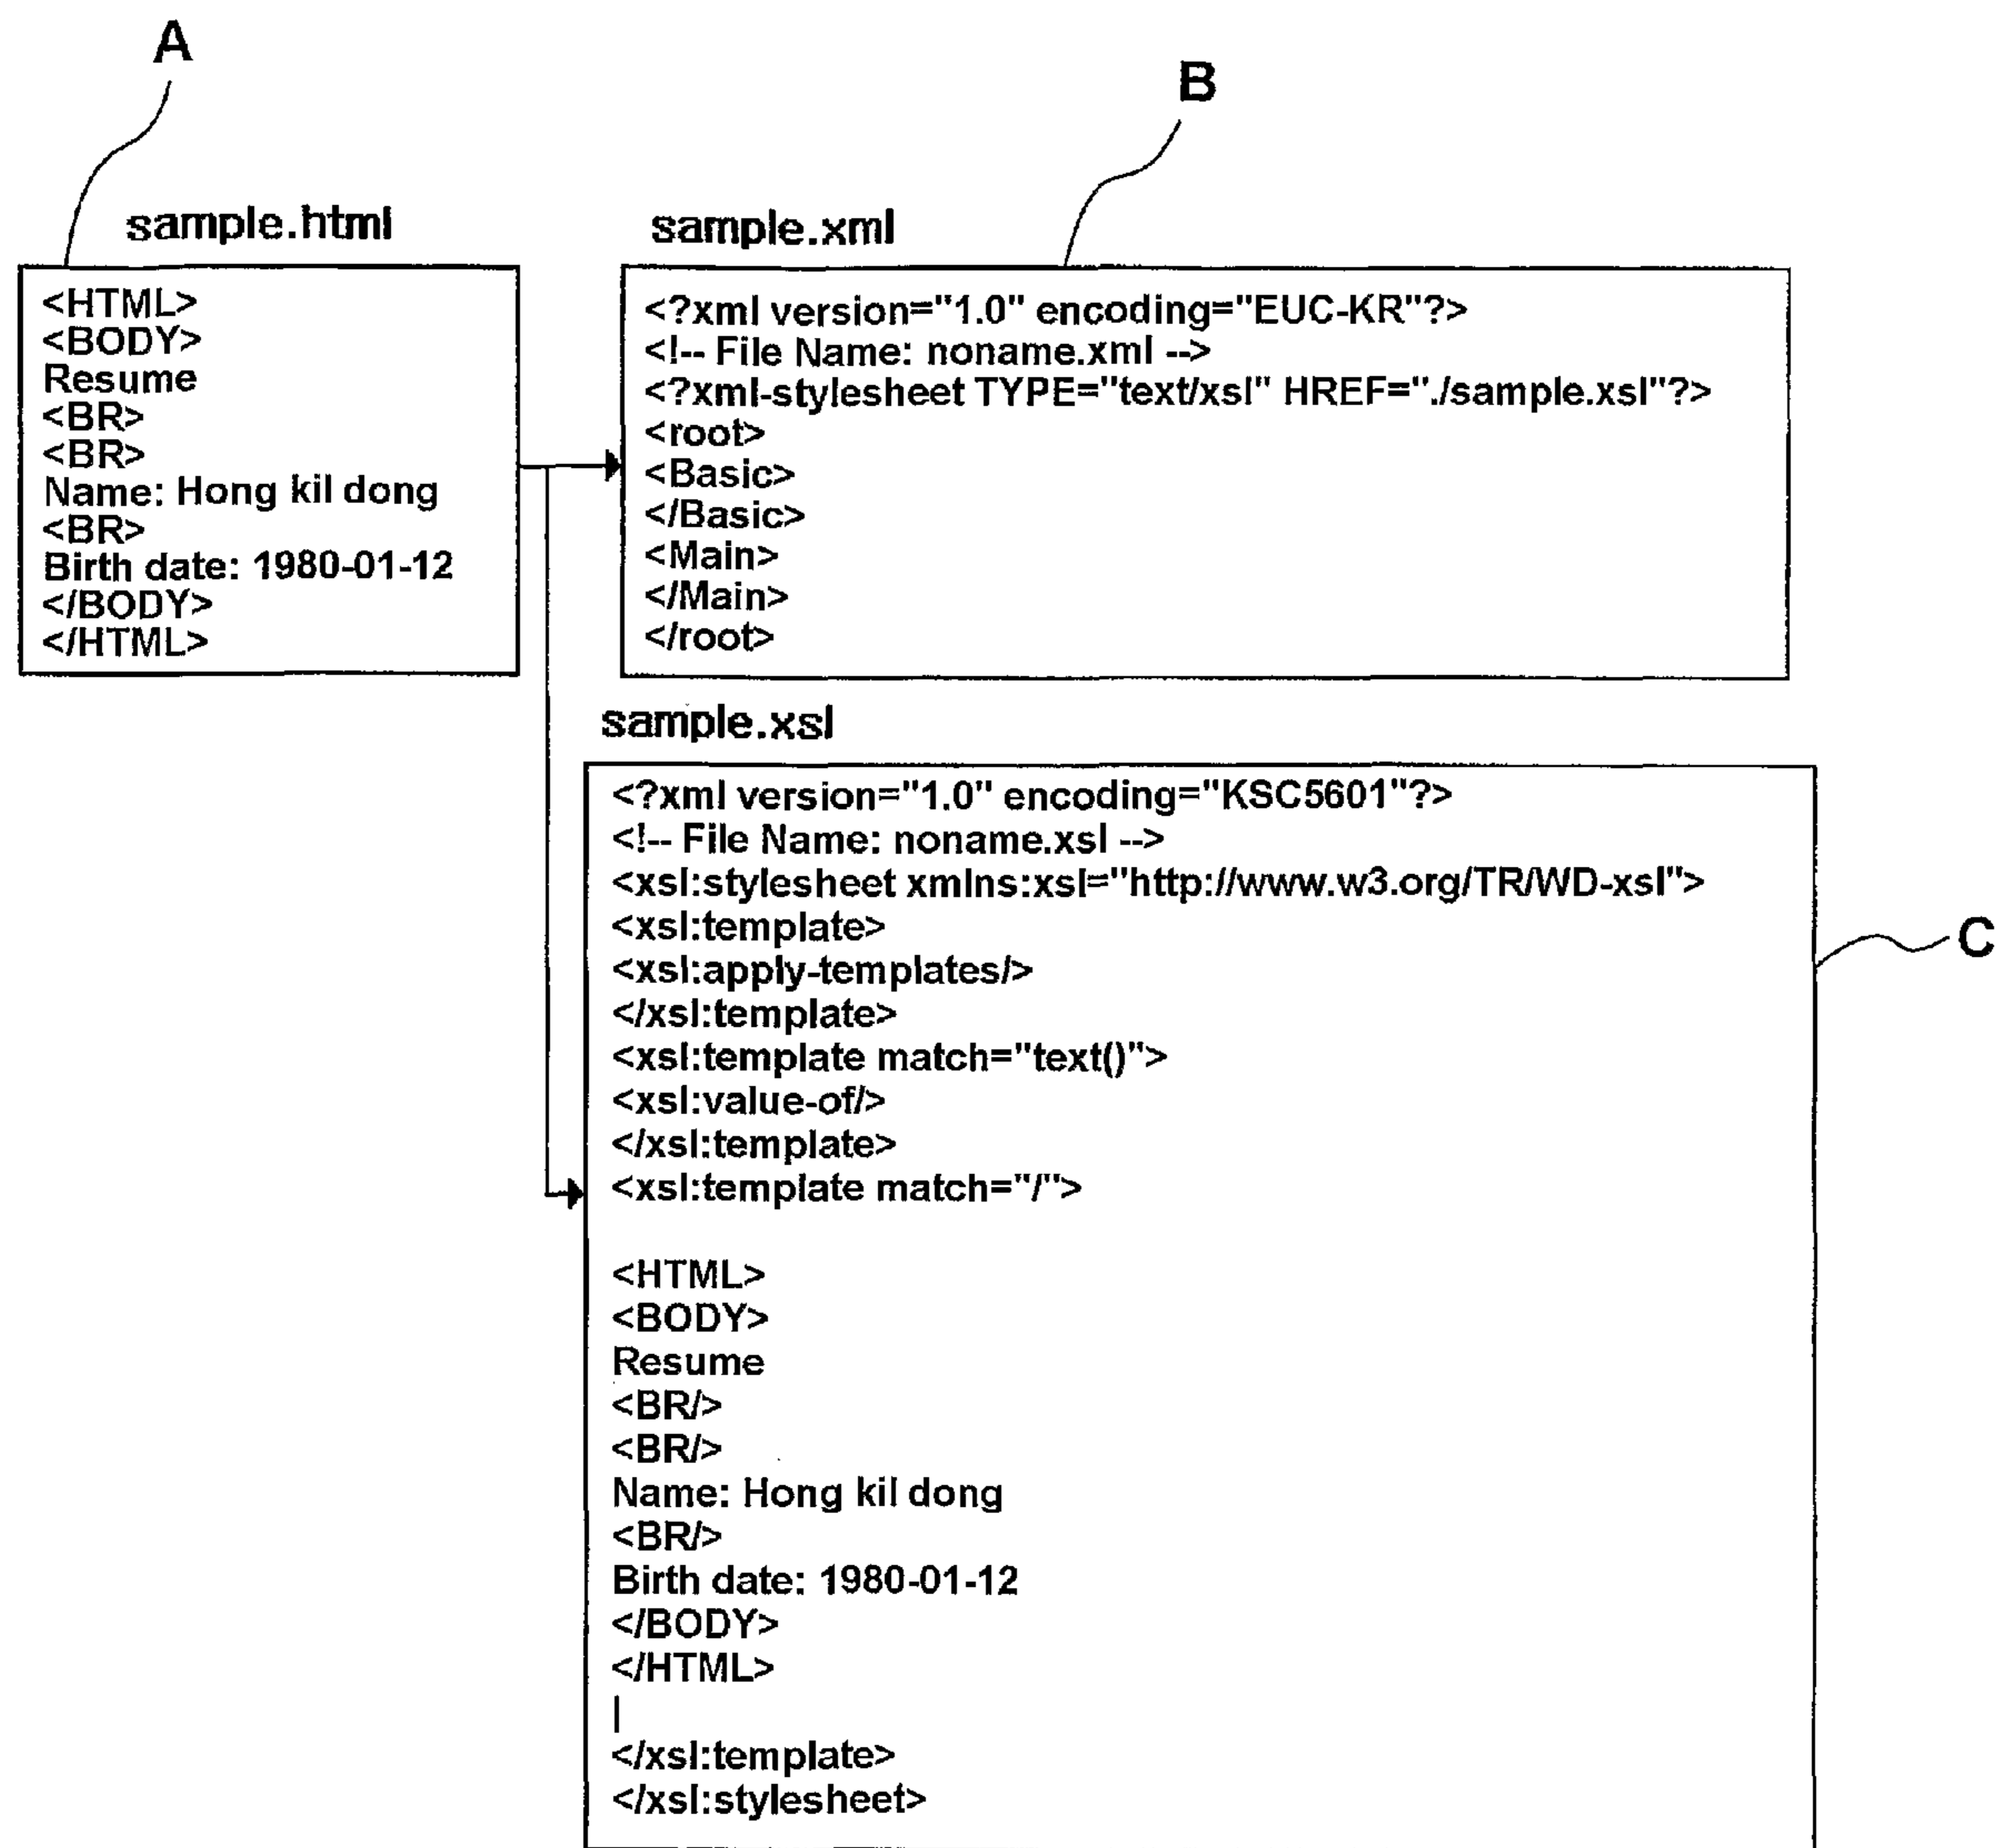 A
B
sample.html
<HTML>
<BODY>
Resume
<BR>
<BR>
Name: Hong kil dong
<BR>
Birth date: 1980-01-12
</BODY>
</HTML>
sample.xml
<?xml version="1.0" encoding="EUC-KR"?>
<!-- File Name: noname.xml -->
<?xml-stylesheet TYPE="text/xsl" HREF="./sample.xsl"?>
<root>
<Basic>
</Basic>
<Main>
</Main>
</root>
sample.xsl
<?xml version="1.0" encoding="KSC5601"?>
<!-- File Name: noname.xsl -->
<xsl:stylesheet xmlns:xsl="http://www.w3.org/TR/WD-xsl">
<xsl:template>
<xsl:apply-templates/>
</xsl:template>
<xsl:template match="text()">
<xsl:value-of/>
</xsl:template>
<xsl:template match="/">
<HTML>
<BODY>
Resume
<BR/>
<BR/>
Name: Hong kil dong
<BR/>
Birth date: 1980-01-12
</BODY>
</HTML>
|
</xsl:template>
</xsl:stylesheet>
C